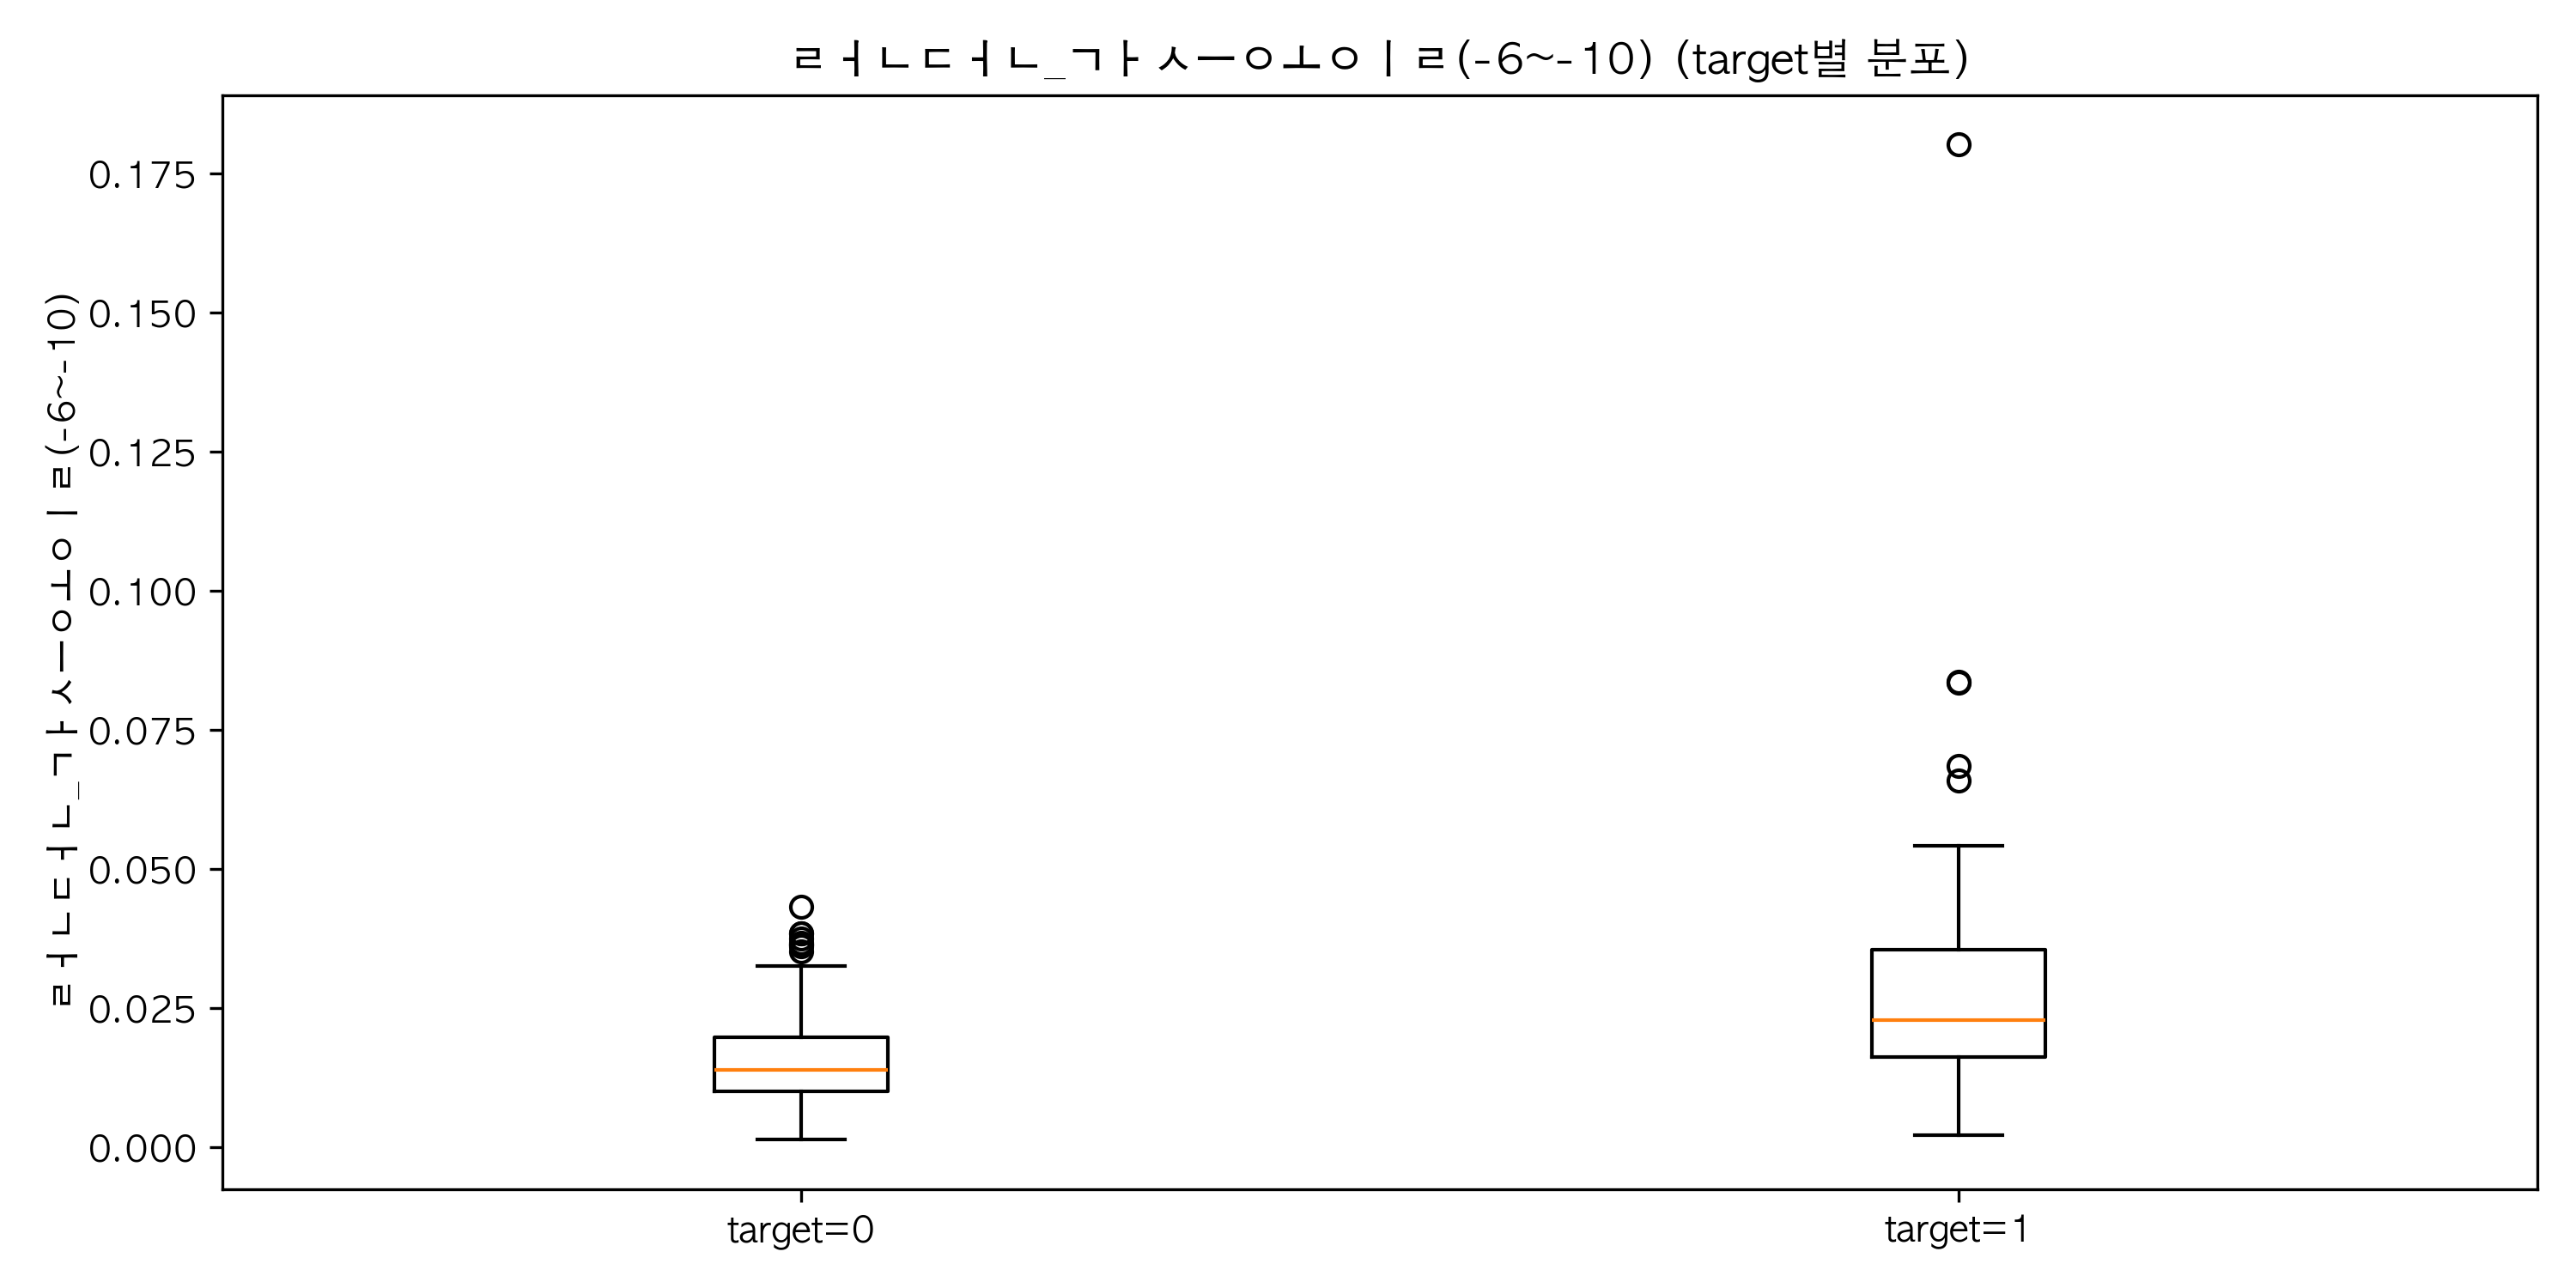 ㄹㅓㄴㄷㅓㄴ_ㄱㅏㅅㅡㅇㅗㅇㅣㄹ(-6~-10) (target별 분포)
ㄹㅓㄴㄷㅓㄴ_ㄱㅏㅅㅡㅇㅗㅇㅣㄹ(-6~-10)
0.175
0.150
0.125
0.100
0.075
0.050
0.025
0.000
target=0
target=1